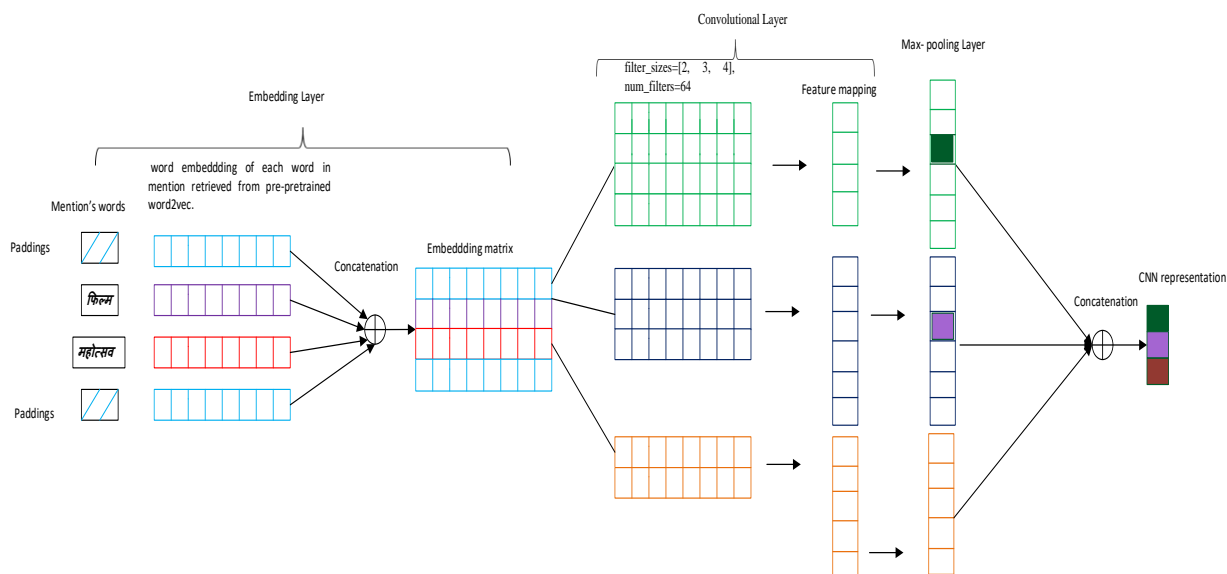 Convolutional Layer
Max- pooling Layer
filter_sizes=[2, 3, 4],
num_filters=64
Feature mapping
Embedding Layer
word embeddding of each word in
mention retrieved from pre-pretrained
word2vec.
Mention's words
Paddings
Concatenation
Embeddding matrix
फिल्म
महोत्सव
Paddings
CNN representation
Concatenation